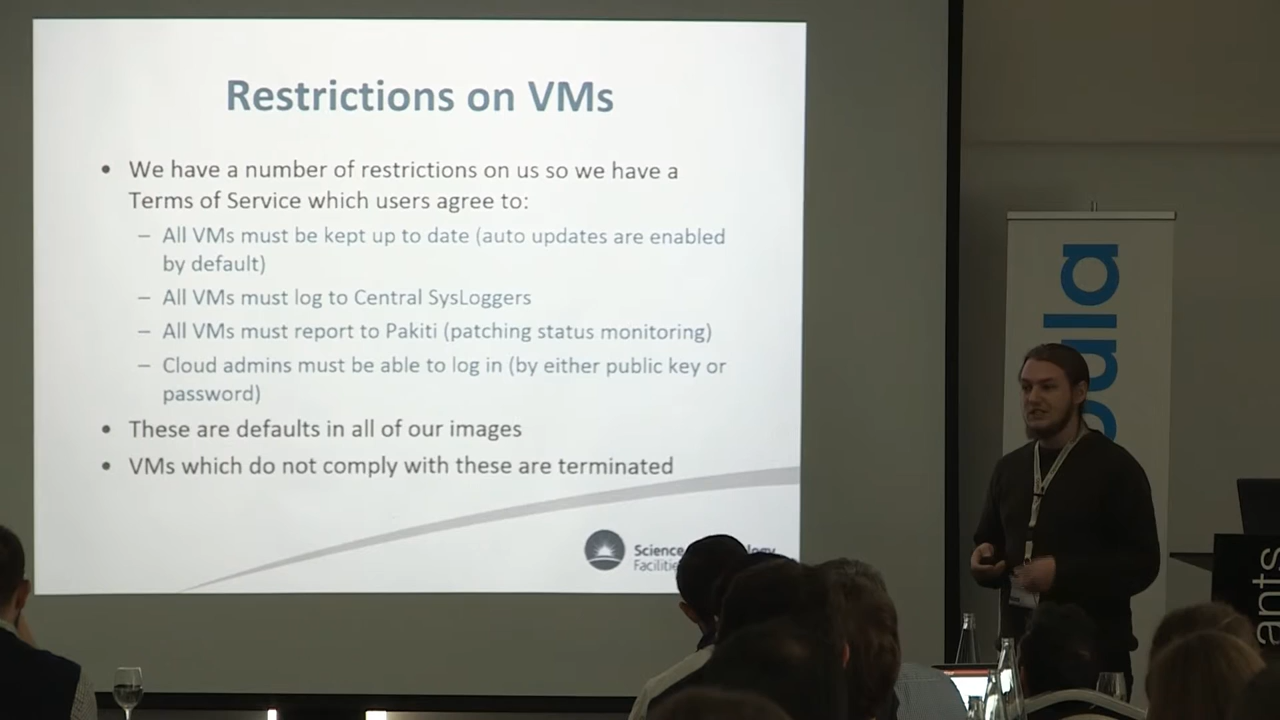 Restrictions on VMs
• We have a number of restrictions on us so we have a
Terms of Service which users agree to:
– All VMs must be kept up to date (auto updates are enabled
by default)
– All VMs must log to Central SysLoggers
– All VMs must report to Pakiti (patching status monitoring)
– Cloud admins must be able to log in (by either public key or
password)
• These are defaults in all of our images
• VMs which do not comply with these are terminated
Science